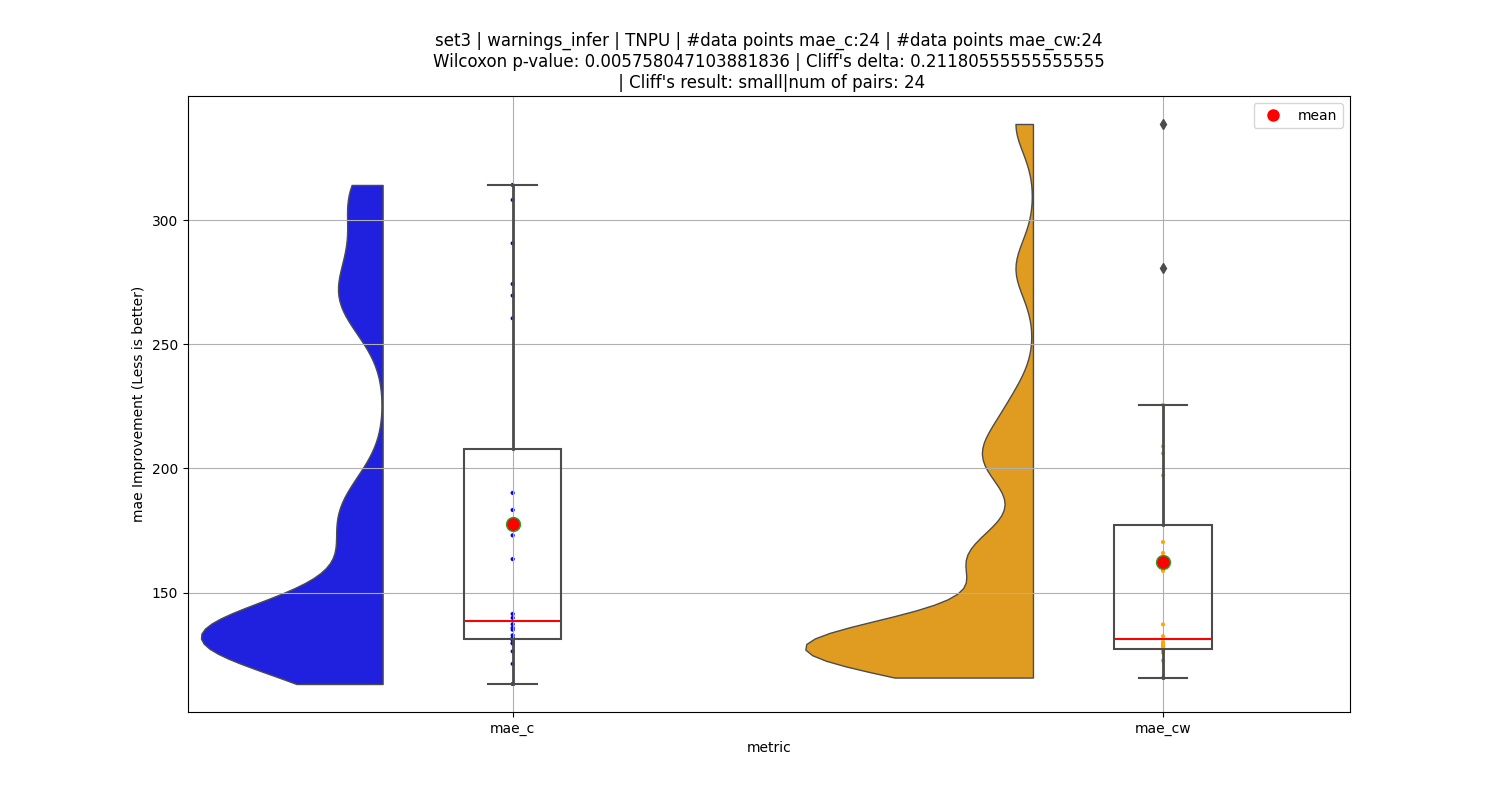 set3 | warnings_infer | TNPU | #data points mae_c:24 | #data points mae_cw:24
Wilcoxon p-value: 0.005758047103881836 | Cliff's delta: 0.21180555555555555
| Cliff's result: small|num of pairs: 24
mean
300
250
200
150
mae Improvement (Less is better)
mae_c
mae_cw
metric